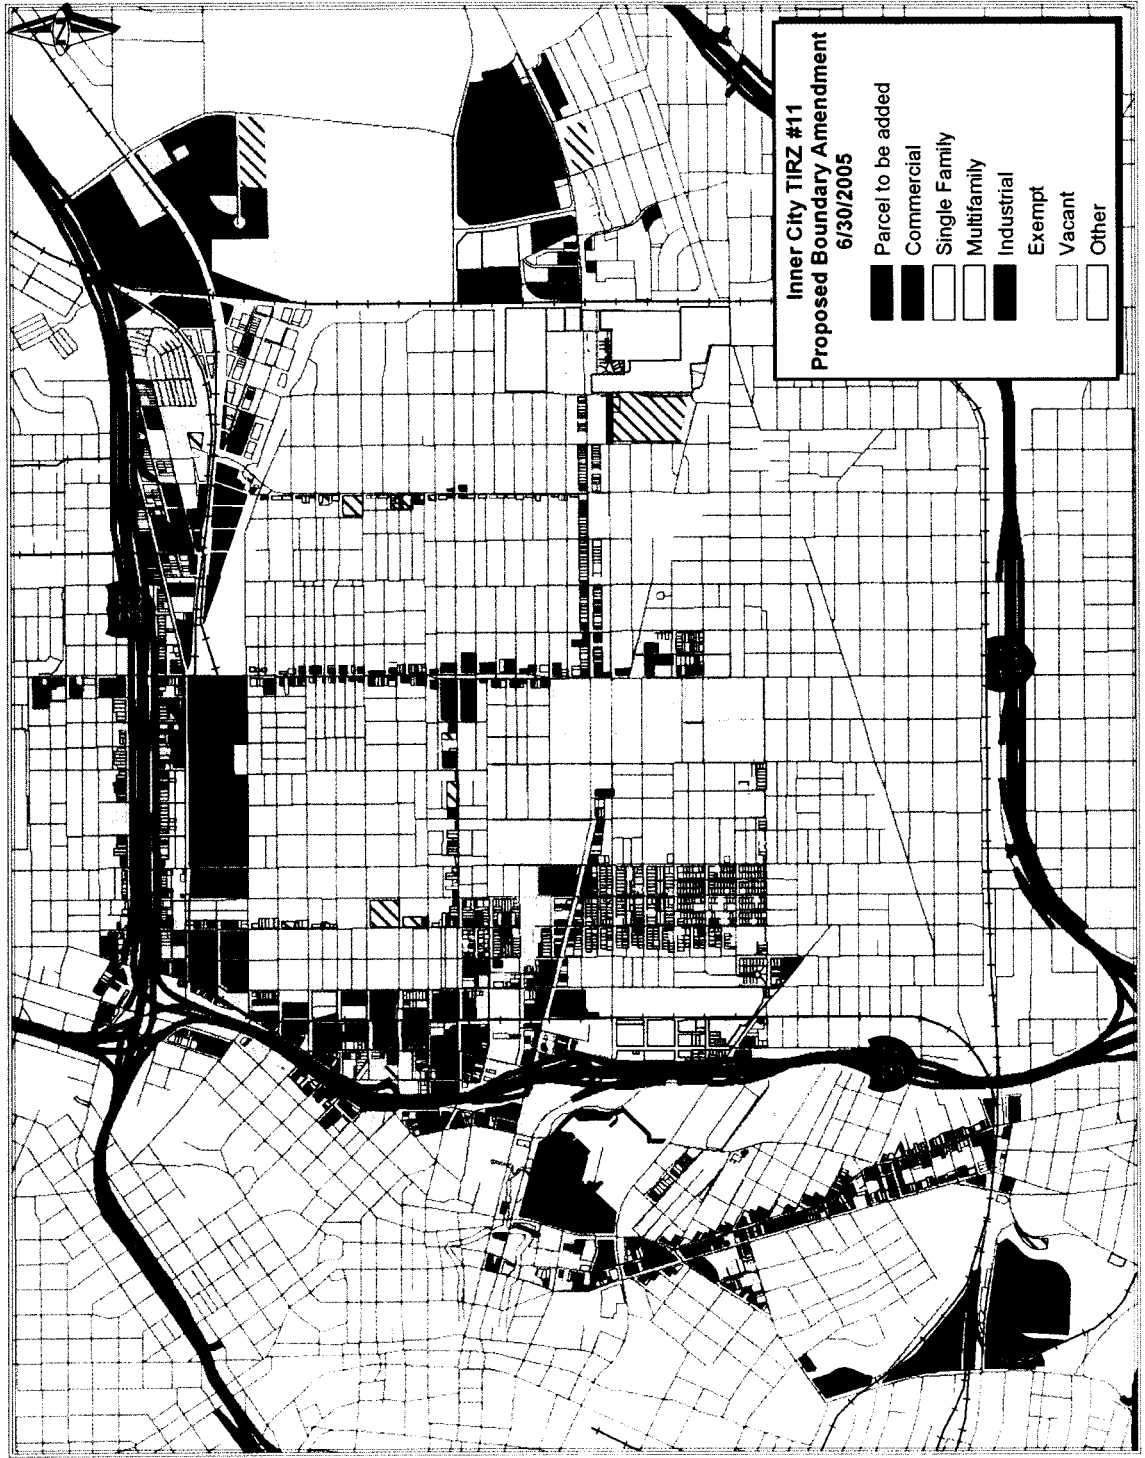 Inner City TIRZ #11
Proposed Boundary Amendment
6/30/2005
Parcel to be added
Commercial
Single Family
Multifamily
Industrial
Exempt
Vacant
Other